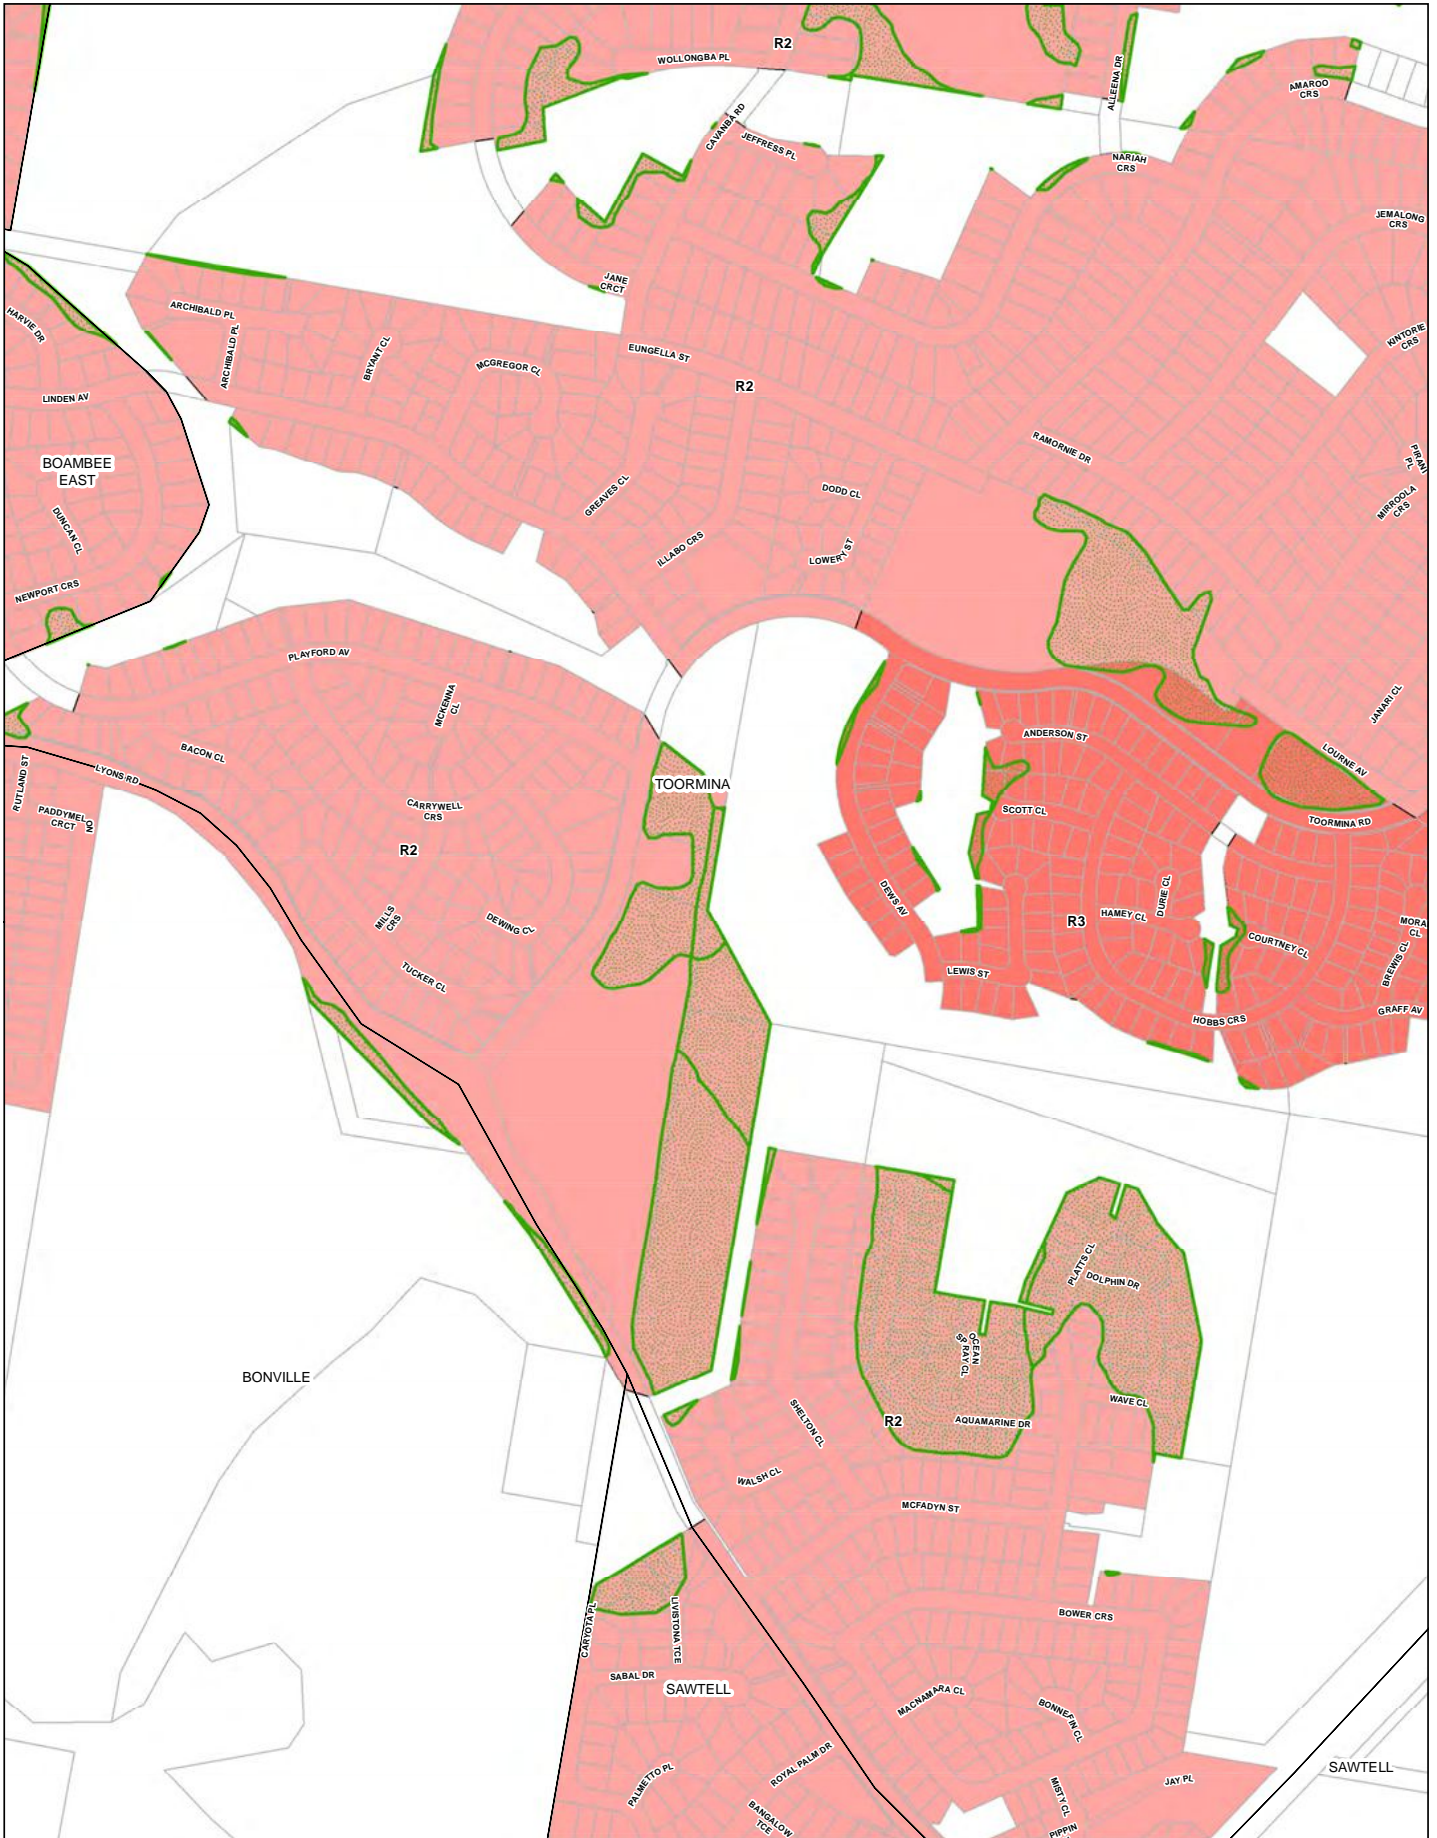 R2
WOLLONGBA PL
ALLEENA DR
AMAROO
CRS
CAVANBA RD
JEFFRESS PL
NARIAH
CRS
JEMALONG
CRS
JANE
CRCT
ARCHIBALD PL
HARVIE DR
ARCHIBALD PL
BRYANT CL
MCGREGOR CL
EUNGELLA ST
KINTORIE
CRS
R2
LINDEN AV
RAMORNIE DR
BOAMBEE
EAST
PIRANI
PL
GREAVES CL
DODD CL
MIRROOLA
CRS
DUNCAN CL
ILLABO CRS
LOWERY ST
NEWPORT CRS
PLAYFORD AV
MCKENNA
CL
JANARI CL
ANDERSON ST
BACON CL
LYONS RD
LOURNE AV
TOORMINA
RUTLAND ST
PADDYMELON
CRCT
CARRYWELL
CRS
SCOTT CL
TOORMINA RD
R2
DEWS AV
DURIE CL
MILLS
CRS
DEWING CL
R3
HAMEY CL
MORA
CL
COURTNEY CL
BREWIS CL
TUCKER CL
LEWIS ST
HOBBS CRS
GRAFF AV
PLATTS CL
DOLPHIN DR
OCEAN
SPRAY CL
BONVILLE
WAVE CL
SHELTON CL
R2
AQUAMARINE DR
WALSH CL
MCFADYN ST
CARYOTA PL
LIVISTONA TCE
BOWER CRS
SABAL DR
SAWTELL
MACNAMARA CL
BONNEFIN CL
ROYAL PALM DR
SAWTELL
PALMETTO PL
MISTY CL
JAY PL
BANGALOW
TCE
PIPPIN